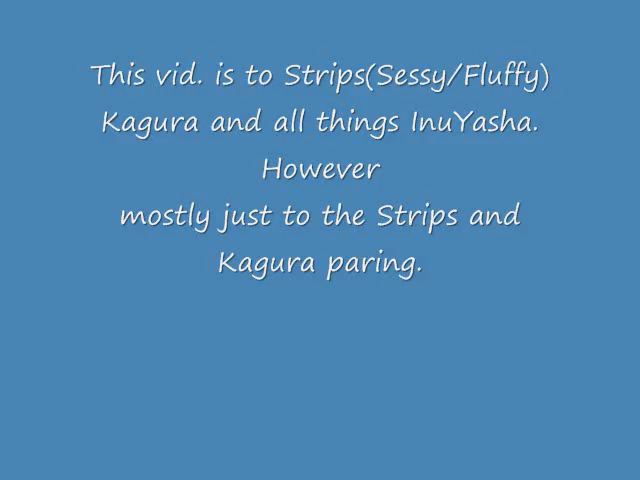 This vid. is to Strips(Sessy/Fluffy)
Kagura and all things InuYasha.
However
mostly just to the Strips and
Kagura paring.